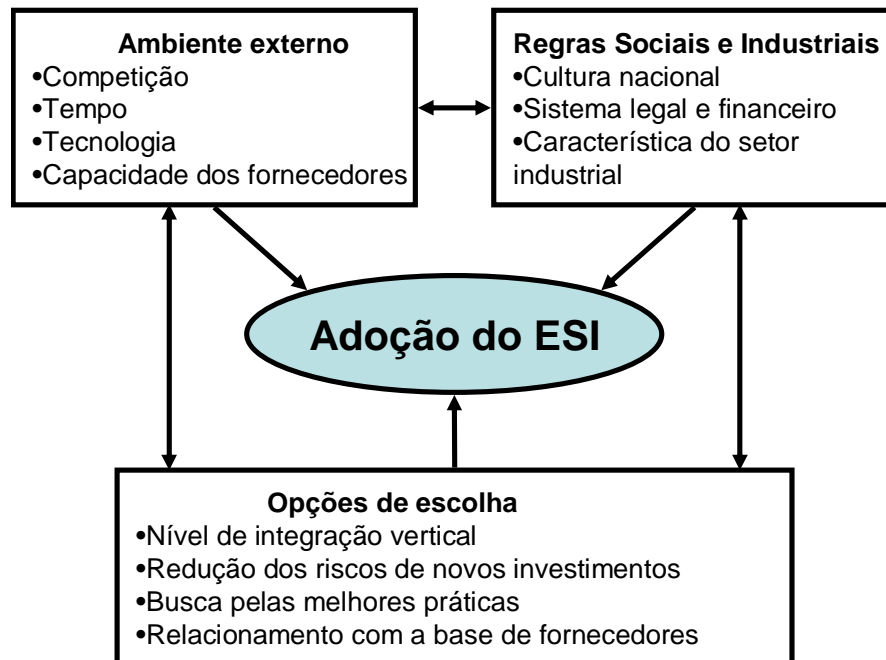 Ambiente externo
•Competição
•Tempo
•Tecnologia
•Capacidade dos fornecedores
Regras Sociais e Industriais
•Cultura nacional
•Sistema legal e financeiro
•Característica do setor
industrial
Adoção do ESI
Opções de escolha
•Nível de integração vertical
•Redução dos riscos de novos investimentos
•Busca pelas melhores práticas
•Relacionamento com a base de fornecedores